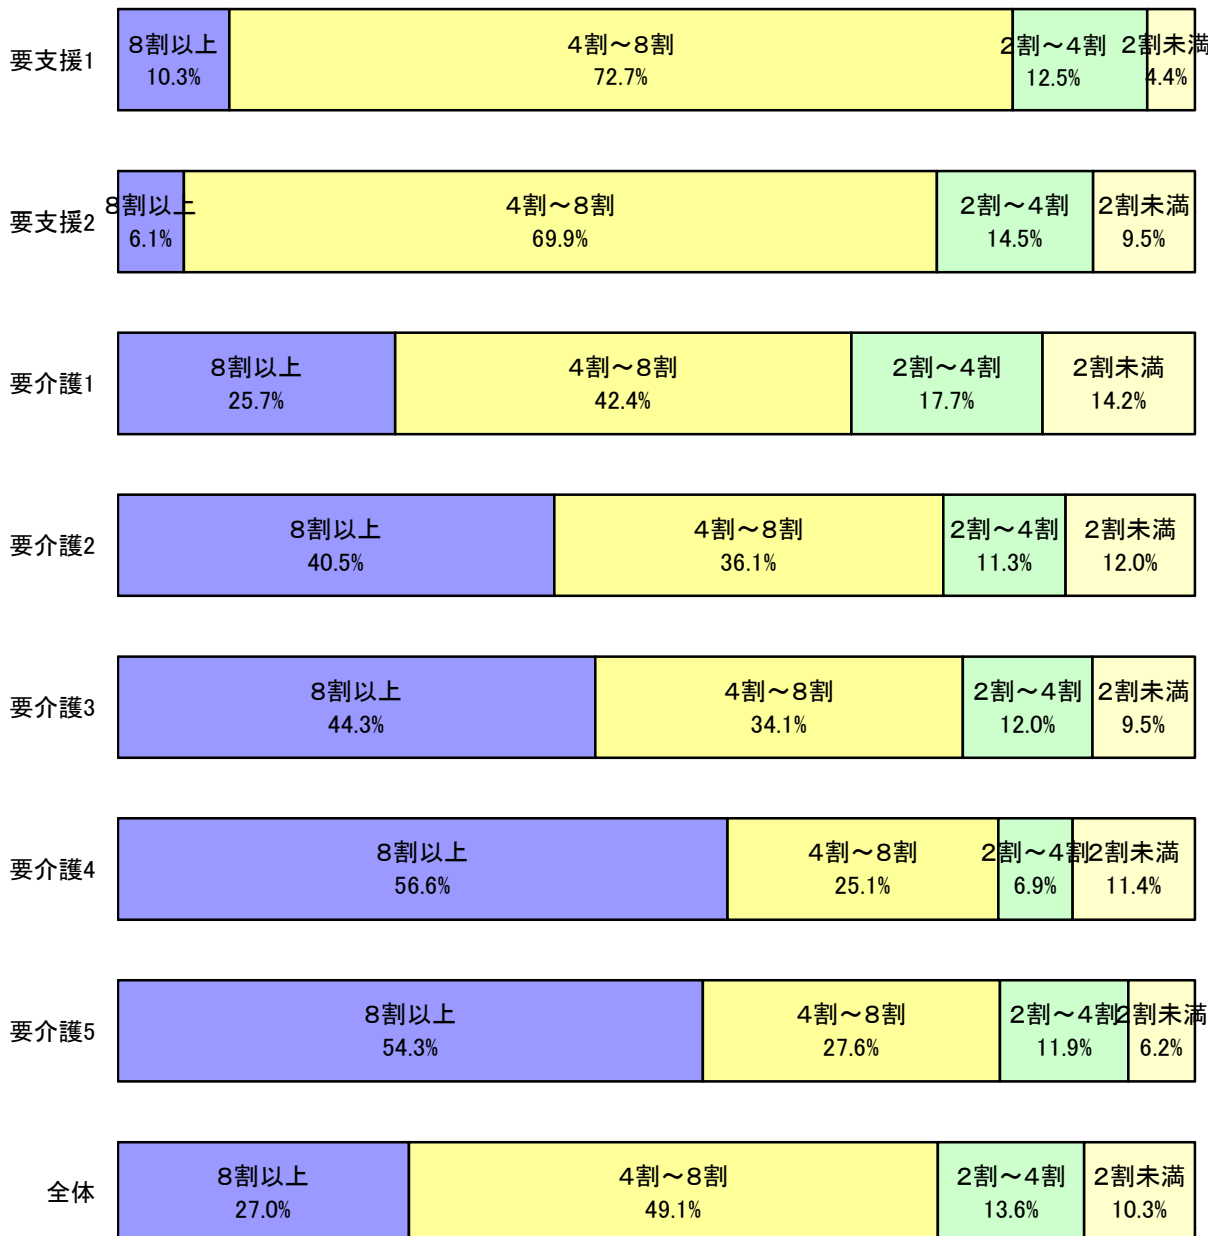 ８割以上 ４割～８割 ２割～４割 ２割未満
要支援1
10.3% 72.7% 12.5% 4.4%
８割以上 ４割～８割 ２割～４割 ２割未満
要支援2
6.1% 69.9% 14.5% 9.5%
８割以上 ４割～８割 ２割～４割 ２割未満
要介護1
25.7% 42.4% 17.7% 14.2%
８割以上 ４割～８割 ２割～４割 ２割未満
要介護2
40.5% 36.1% 11.3% 12.0%
８割以上 ４割～８割 ２割～４割 ２割未満
要介護3
44.3% 34.1% 12.0% 9.5%
８割以上 ４割～８割 ２割～４割 ２割未満
要介護4
56.6% 25.1% 6.9% 11.4%
８割以上 ４割～８割 ２割～４割 ２割未満
要介護5
54.3% 27.6% 11.9% 6.2%
８割以上 ４割～８割 ２割～４割 ２割未満
全体
27.0% 49.1% 13.6% 10.3%